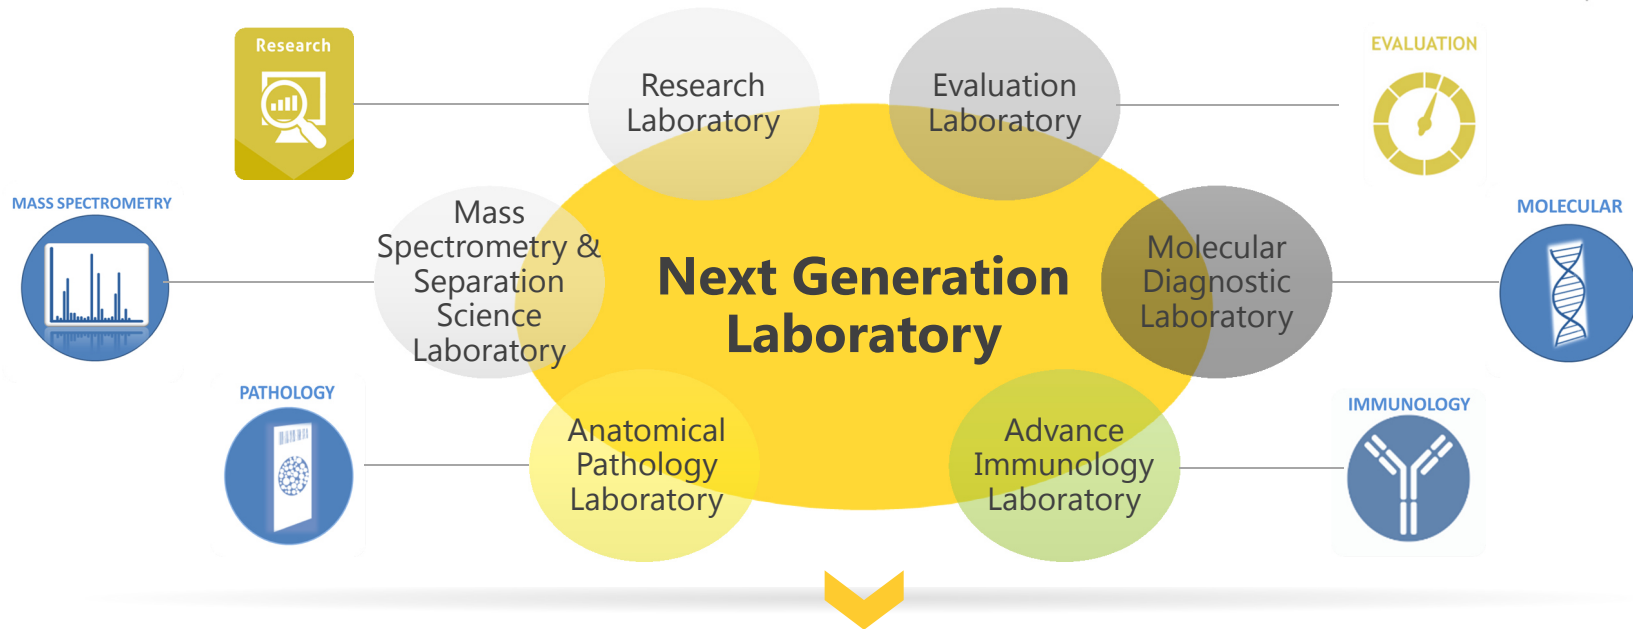 Research
Research
Laboratory
Evaluation
Laboratory
EVALUATION
MASS SPECTROMETRY
Mass
Spectrometry &
Separation
Science
Laboratory
Next Generation
Laboratory
Molecular
Diagnostic
Laboratory
MOLECULAR
PATHOLOGY
Anatomical
Pathology
Laboratory
Advance
Immunology
Laboratory
IMMUNOLOGY